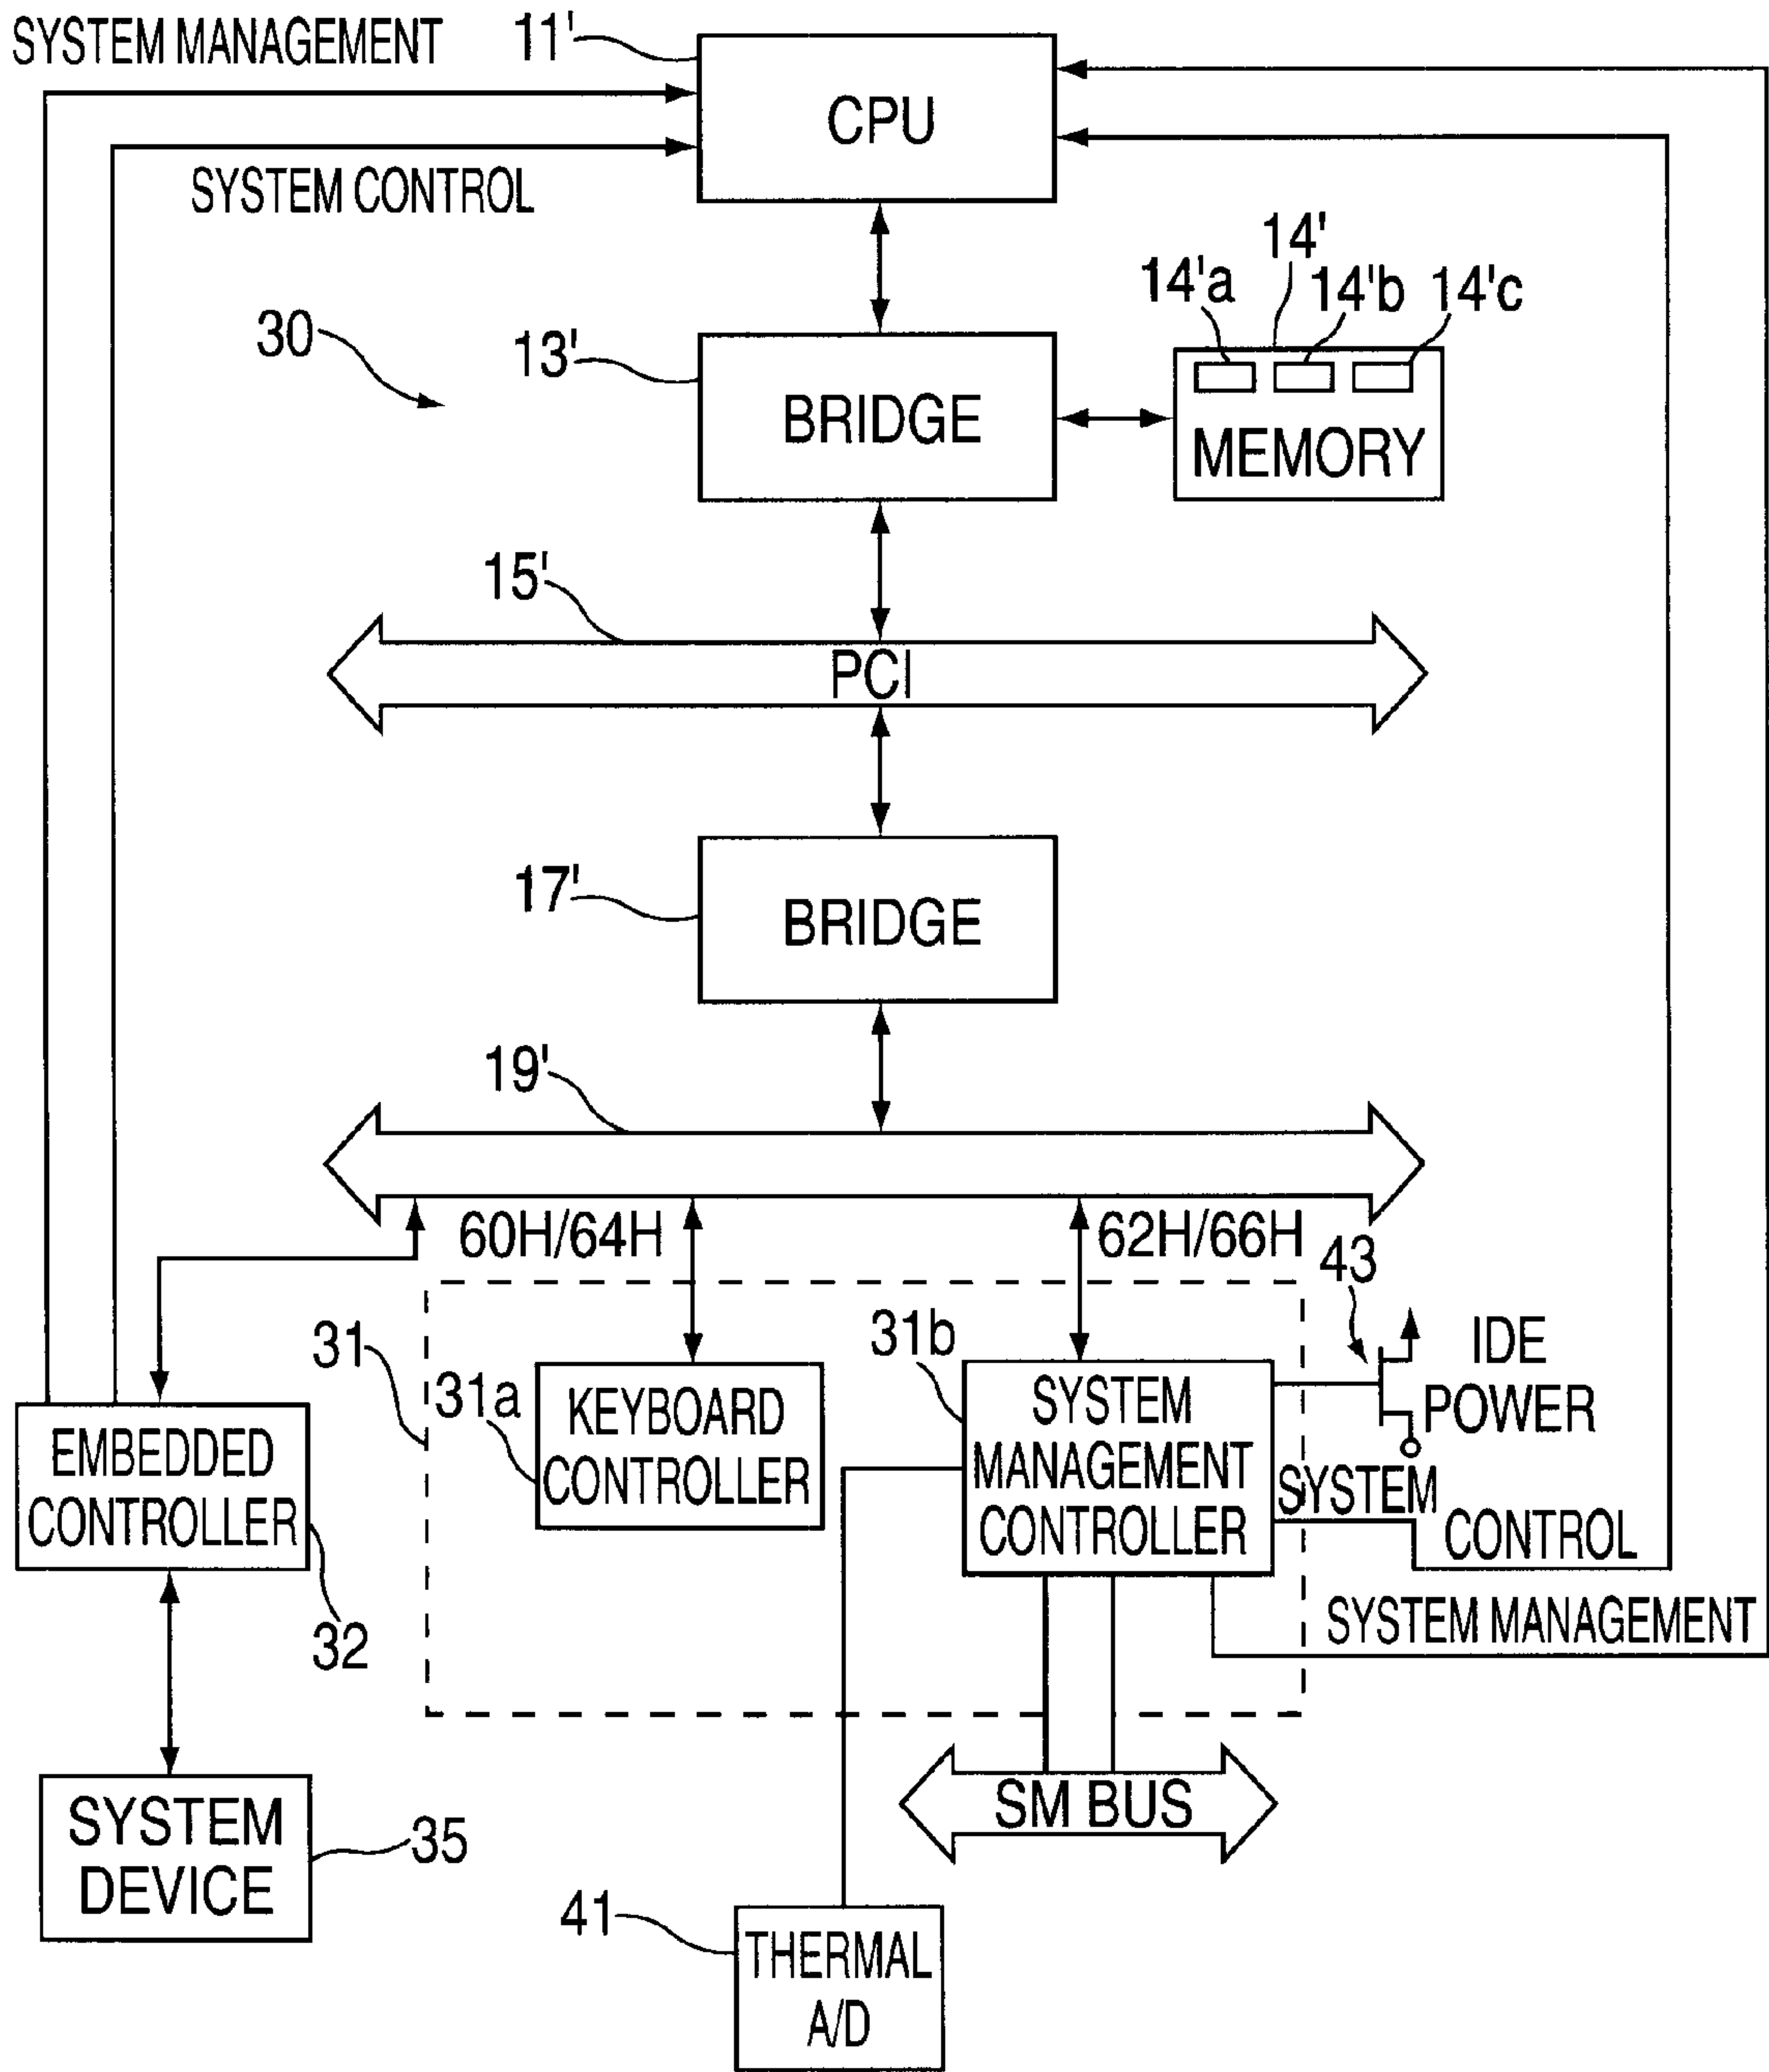 SYSTEM MANAGEMENT
11'
CPU
SYSTEM CONTROL
30
13'
BRIDGE
14'
14'a
14'b
14'c
MEMORY
15'
PCI
17'
BRIDGE
19'
60H/64H
62H/66H
43
IDE
POWER
31
31a
KEYBOARD
CONTROLLER
31b
SYSTEM
MANAGEMENT
CONTROLLER
SYSTEM
CONTROL
SYSTEM MANAGEMENT
EMBEDDED
CONTROLLER
32
SYSTEM
DEVICE
35
SM BUS
41
THERMAL
A/D